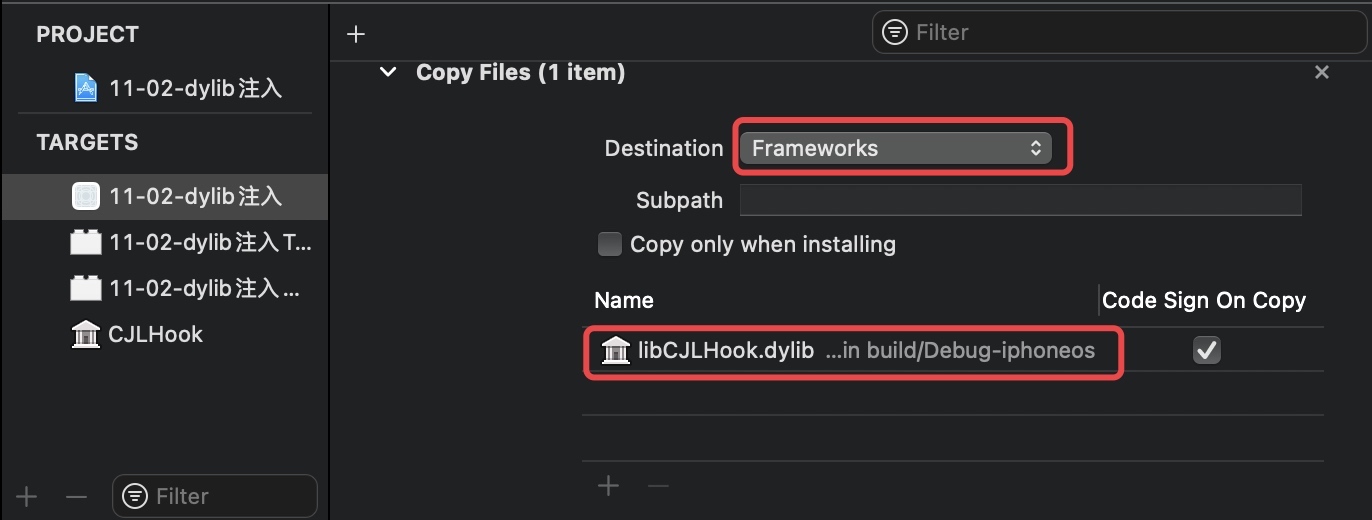 PROJECT
11-02-dylib注入
TARGETS
11-02-dylib注入
11-02-dylib注入T...
11-02-dylib注入...
CJLHook
Filter
Filter
Copy Files (1 item)
Destination Frameworks
Subpath
Copy only when installing
Name Code Sign On Copy
libCJLHook.dylib ...in build/Debug-iphoneos